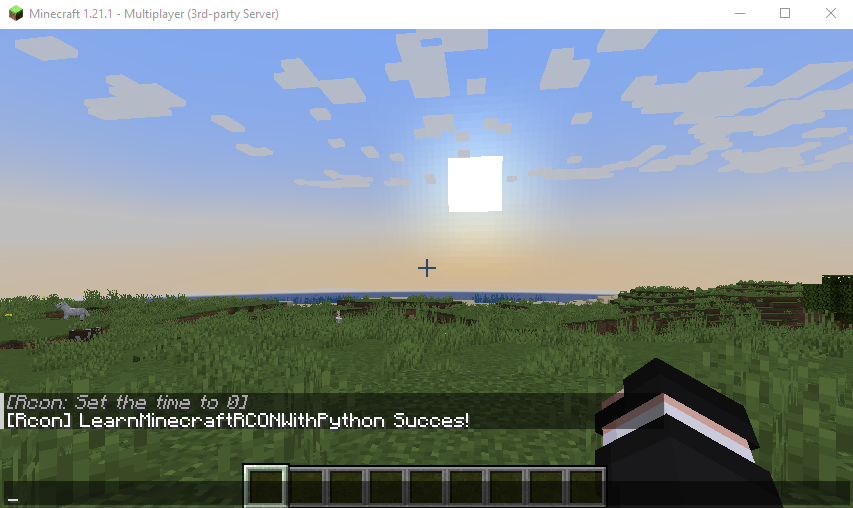 Minecraft 1.21.1 - Multiplayer (3rd-party Server)
[Rcon: Set the time to 0]
[Rcon] LearnMinecraftRCONWithPython Succes!
_